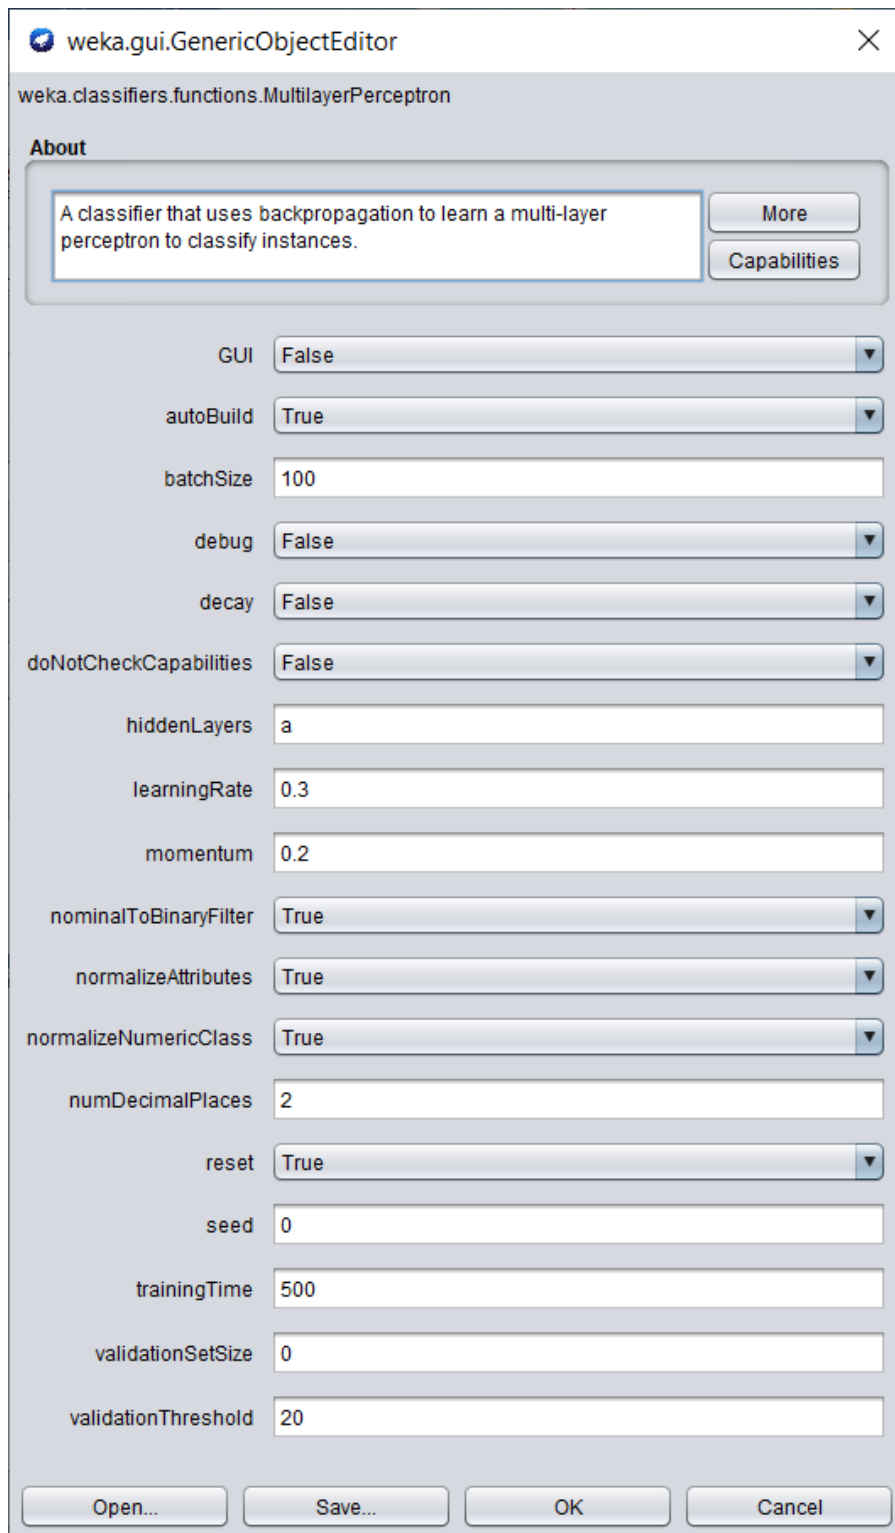 weka.gui.GenericObjectEditor
weka.classifiers.functions.MultilayerPerceptron
About
A classifier that uses backpropagation to learn a multi-layer
perceptron to classify instances.
More
Capabilities
GUI False
autoBuild True
batchSize 100
debug False
decay False
doNotCheckCapabilities False
hiddenLayers a
learningRate 0.3
momentum 0.2
nominalToBinaryFilter True
normalizeAttributes True
normalizeNumericClass True
numDecimalPlaces 2
reset True
seed 0
trainingTime 500
validationSetSize 0
validationThreshold 20
Open... Save... OK Cancel